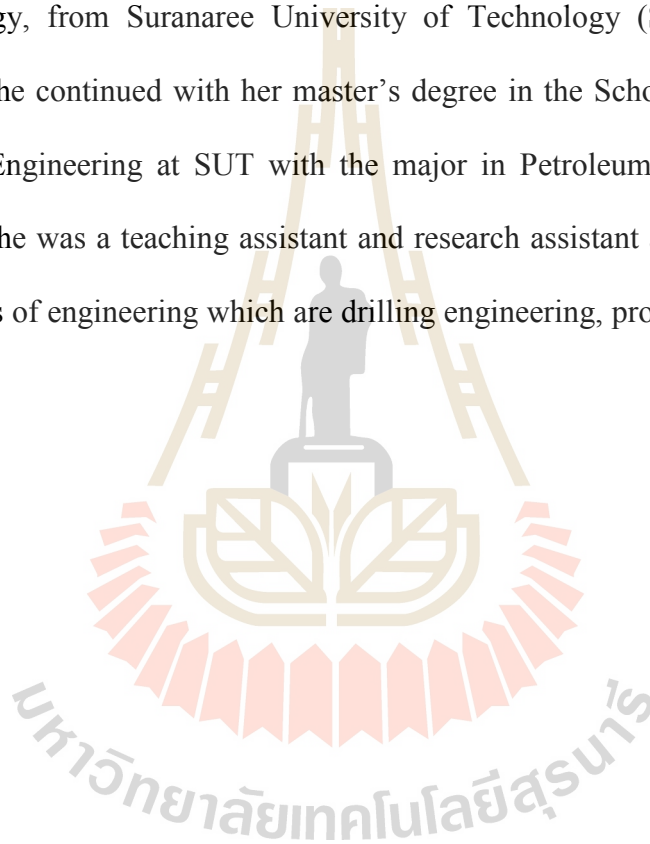 gy, from Suranaree University of Technology (
he continued with her master's degree in the Scho
Engineering at SUT with the major in Petroleum
he was a teaching assistant and research assistant
s of engineering which are drilling engineering, pro
มหาวิทยาลัยเทคโนโลยีสุรนารี